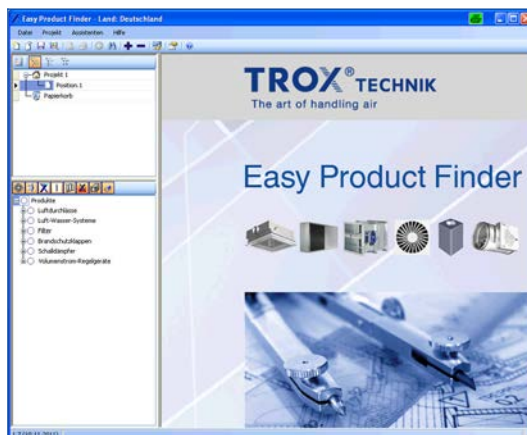 Easy Product Finder - Land: Deutschland
Datei Projekt Assistenten Hilfe
Projekt 1
Position.1
Papierkorb
TROX® TECHNIK
The art of handling air
Easy Product Finder
Produkte
Luftdurchlässe
Luft-Wasser-Systeme
Filter
Brandschutzklappen
Schalldämpfer
Volumenstrom-Regelgeräte